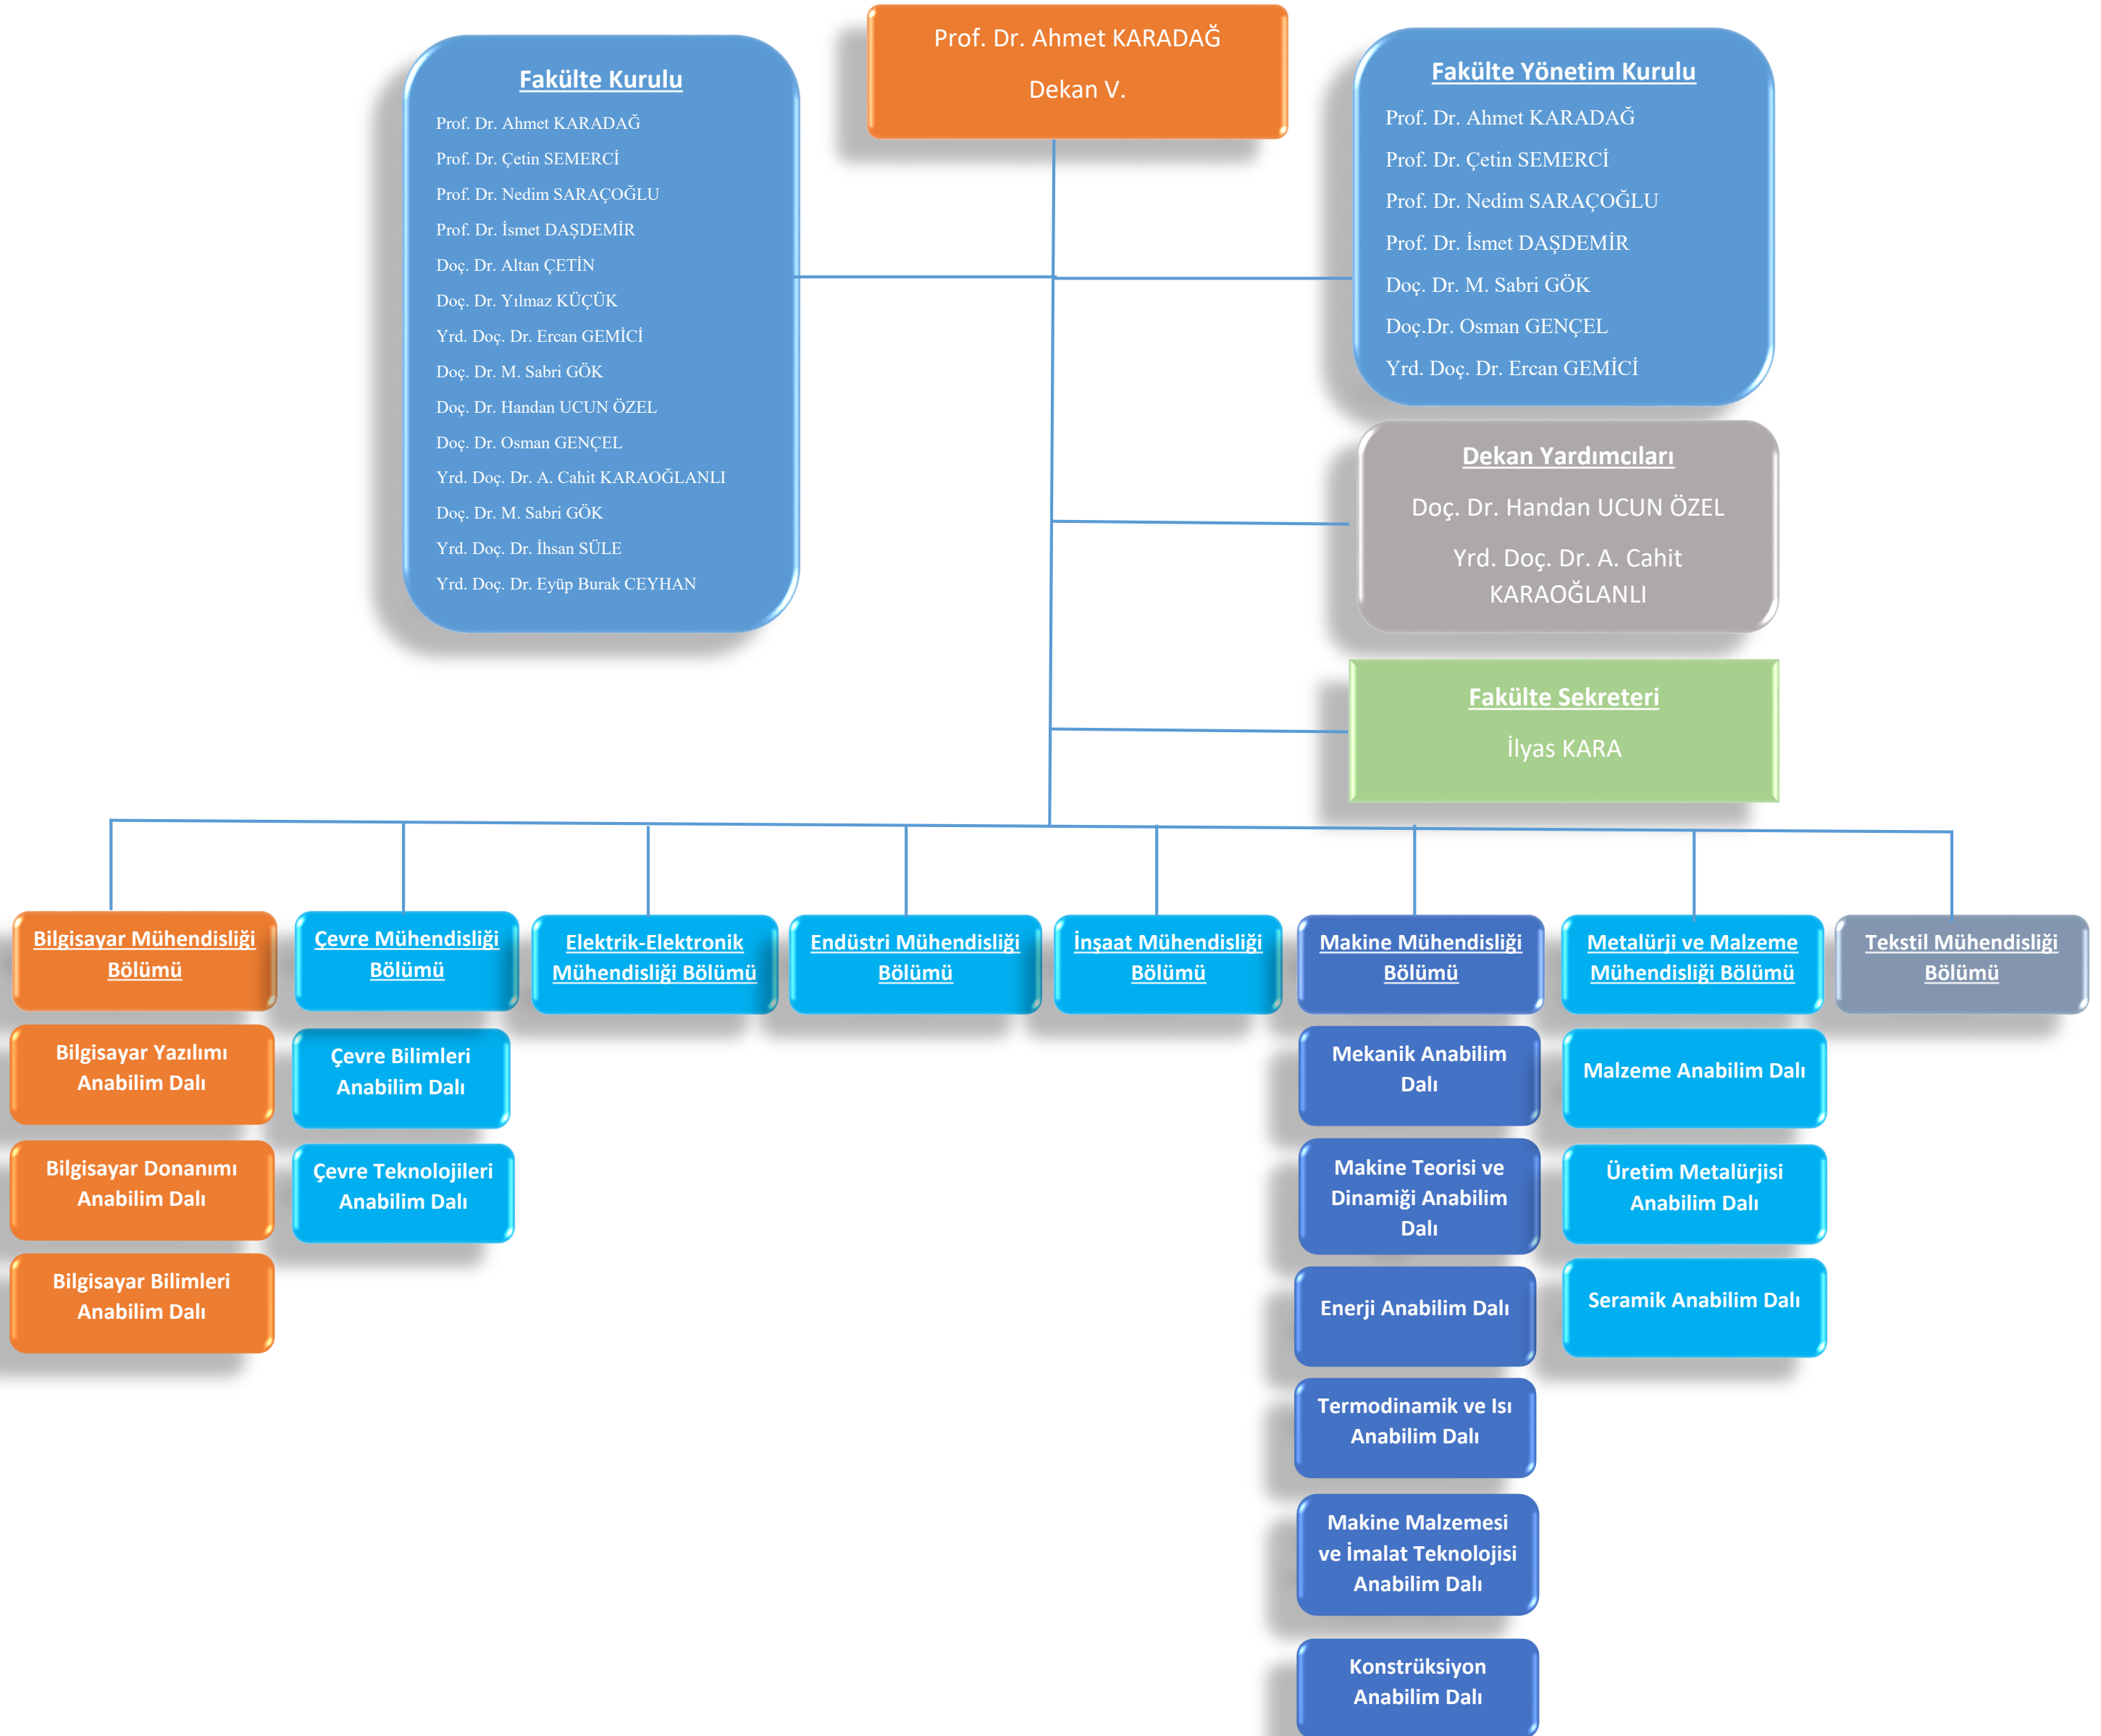 Prof. Dr. Ahmet KARADAĞ
Dekan V.
Fakülte Kurulu
Prof. Dr. Ahmet KARADAĞ
Prof. Dr. Çetin SEMERCİ
Prof. Dr. Nedim SARAÇOĞLU
Prof. Dr. İsmet DAŞDEMİR
Doç. Dr. Altan ÇETİN
Doç. Dr. Yılmaz KÜÇÜK
Yrd. Doç. Dr. Ercan GEMİCİ
Doç. Dr. M. Sabri GÖK
Doç. Dr. Handan UCUN ÖZEL
Doç. Dr. Osman GENÇEL
Yrd. Doç. Dr. A. Cahit KARAOĞLANLI
Doç. Dr. M. Sabri GÖK
Yrd. Doç. Dr. İhsan SÜLE
Yrd. Doç. Dr. Eyüp Burak CEYHAN
Fakülte Yönetim Kurulu
Prof. Dr. Ahmet KARADAĞ
Prof. Dr. Çetin SEMERCİ
Prof. Dr. Nedim SARAÇOĞLU
Prof. Dr. İsmet DAŞDEMİR
Doç. Dr. M. Sabri GÖK
Doç.Dr. Osman GENÇEL
Yrd. Doç. Dr. Ercan GEMİCİ
Dekan Yardımcıları
Doç. Dr. Handan UCUN ÖZEL
Yrd. Doç. Dr. A. Cahit
KARAOĞLANLI
Fakülte Sekreteri
İlyas KARA
Bilgisayar Mühendisliği
Bölümü
Bilgisayar Yazılımı
Anabilim Dalı
Bilgisayar Donanımı
Anabilim Dalı
Bilgisayar Bilimleri
Anabilim Dalı
Çevre Mühendisliği
Bölümü
Çevre Bilimleri
Anabilim Dalı
Çevre Teknolojileri
Anabilim Dalı
Elektrik-Elektronik
Mühendisliği Bölümü
Endüstri Mühendisliği
Bölümü
İnşaat Mühendisliği
Bölümü
Makine Mühendisliği
Bölümü
Mekanik Anabilim
Dalı
Makine Teorisi ve
Dinamiği Anabilim
Dalı
Enerji Anabilim Dalı
Termodinamik ve Isı
Anabilim Dalı
Makine Malzemesi
ve İmalat Teknolojisi
Anabilim Dalı
Konstrüksiyon
Anabilim Dalı
Metalürji ve Malzeme
Mühendisliği Bölümü
Malzeme Anabilim Dalı
Üretim Metalürjisi
Anabilim Dalı
Seramik Anabilim Dalı
Tekstil Mühendisliği
Bölümü